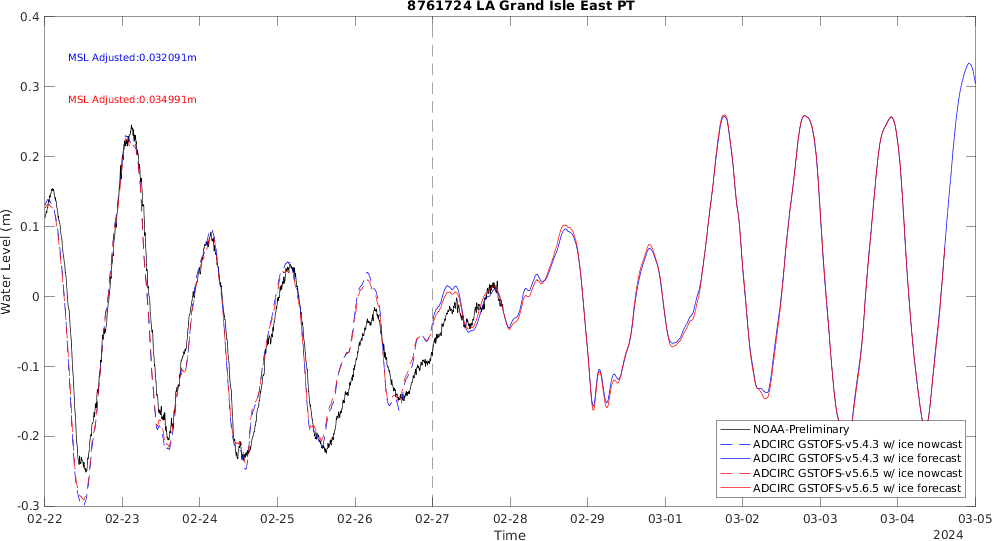 8761724 LA Grand Isle East PT
MSL Adjusted:0.032091m
MSL Adjusted:0.034991m
Water Level (m)
0.4
0.3
0.2
0.1
0
-0.1
-0.2
-0.3
NOAA-Preliminary
ADCIRC GSTOFS-v5.4.3 w/ ice nowcast
ADCIRC GSTOFS-v5.4.3 w/ ice forecast
ADCIRC GSTOFS-v5.6.5 w/ ice nowcast
ADCIRC GSTOFS-v5.6.5 w/ ice forecast
02-22 02-23 02-24 02-25 02-26 02-27 02-28 02-29 03-01 03-02 03-03 03-04 03-05
Time
2024